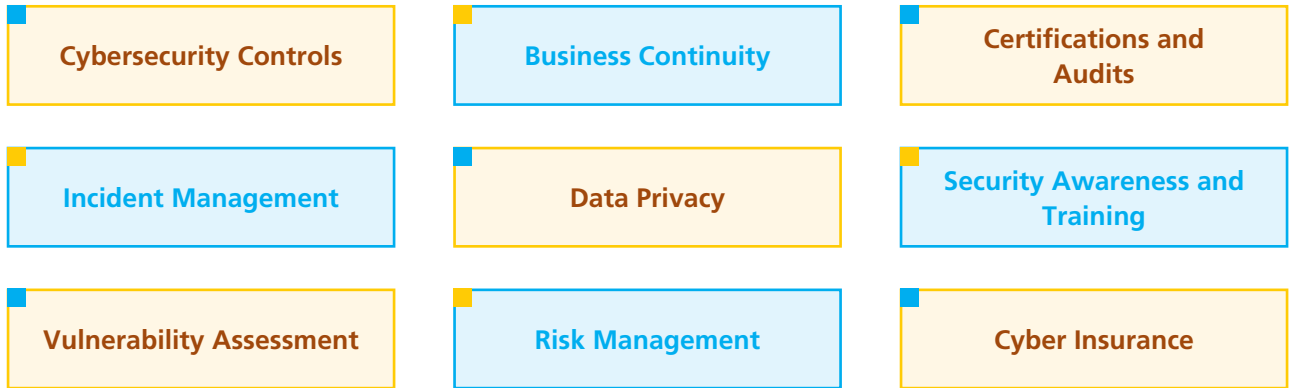 Cybersecurity Controls
Business Continuity
Certifications and
Audits
Incident Management
Data Privacy
Security Awareness and
Training
Vulnerability Assessment
Risk Management
Cyber Insurance